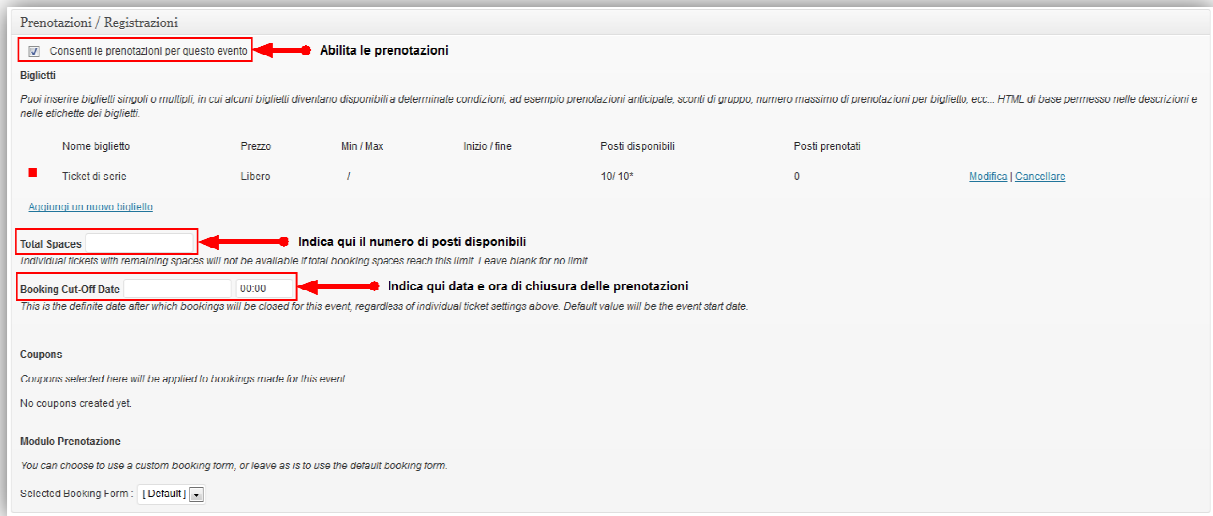 Prenotazioni / Registrazioni
Consenti le prenotazioni per questo evento Abilita le prenotazioni
Biglietti
Puoi inserire biglietti singoli o multipli, in cui alcuni biglietti diventano disponibili a determinate condizioni, ad esempio prenotazioni anticipate, sconti di gruppo, numero massimo di prenotazioni per biglietto, ecc... HTML di base permesso nelle descrizioni e
nelle etichette dei biglietti.
Nome biglietto Prezzo Min / Max Inizio / fine Posti disponibili Posti prenotati
Ticket di serie Libero / 10/ 10* 0 Modifica | Cancellare
Aggiungi un nuovo biglietto
Total Spaces Indica qui il numero di posti disponibili
Individual tickets with remaining spaces will not be available if total booking spaces reach this limit. Leave blank for no limit
Booking Cut-Off Date 00:00 Indica qui data e ora di chiusura delle prenotazioni
This is the definite date after which bookings will be closed for this event, regardless of individual ticket settings above. Default value will be the event start date.
Coupons
Coupons selected here will be applied to bookings made for this event
No coupons created yet.
Modulo Prenotazione
You can choose to use a custom booking form, or leave as is to use the default booking form.
Selected Booking Form : [ Default ]